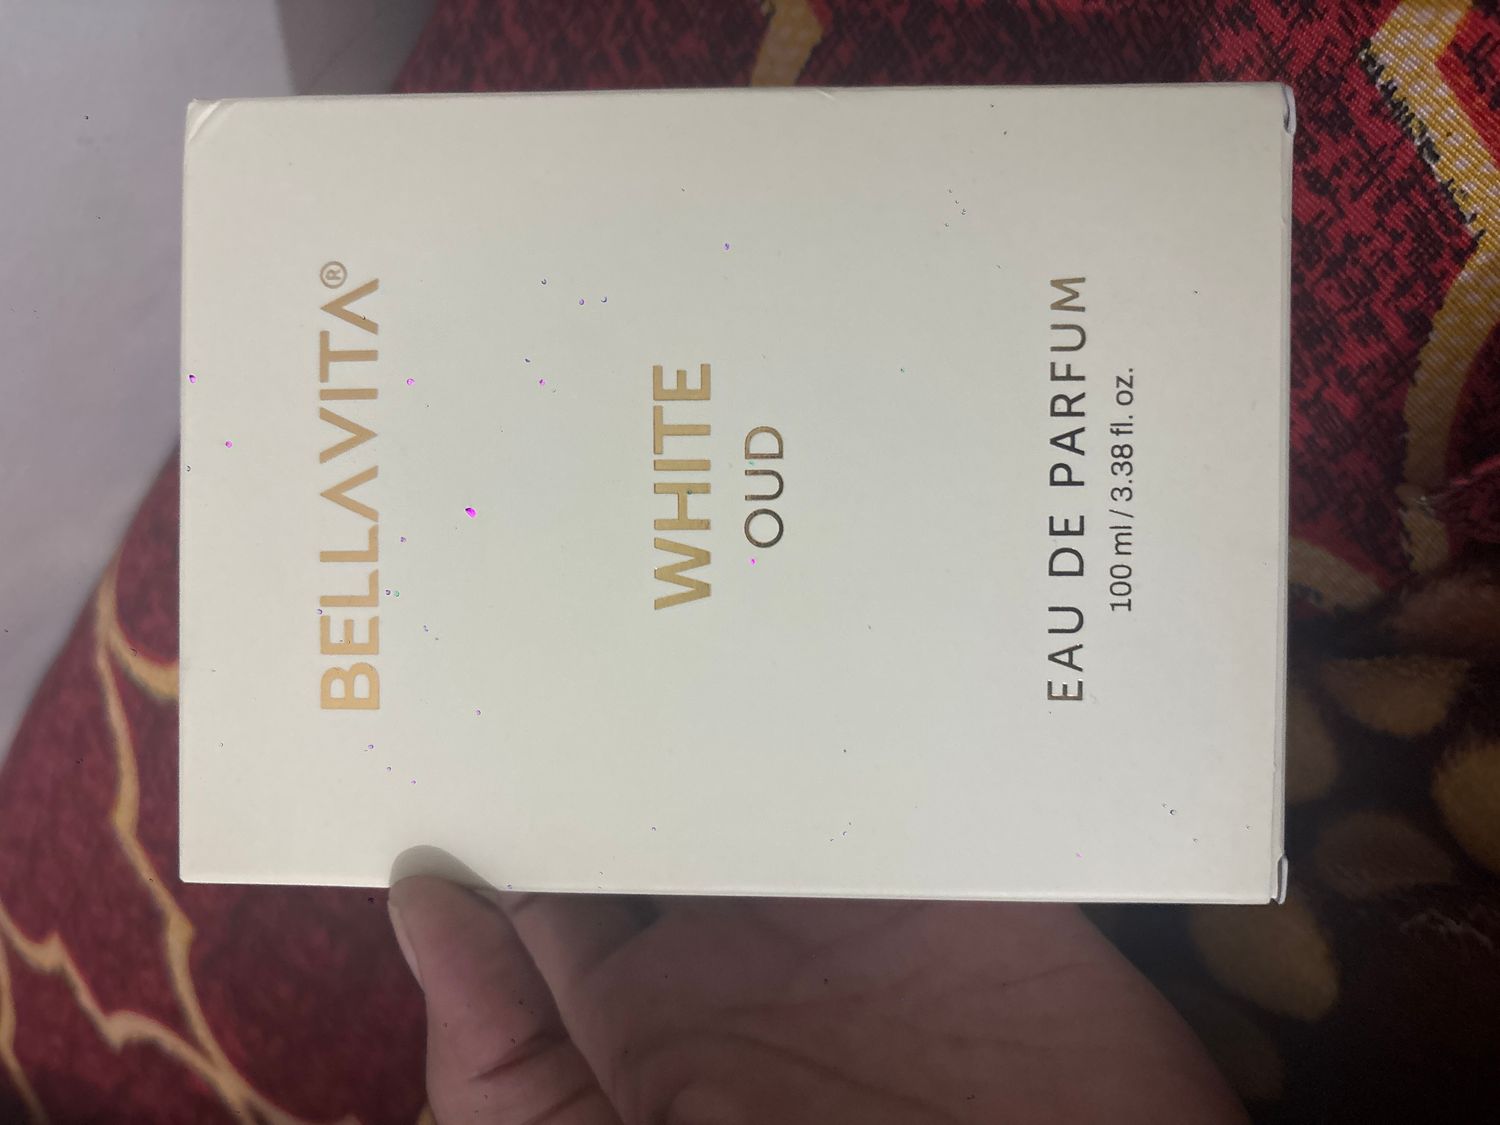 BELLAVITA®
WHITE
OUD
EAU DE PARFUM
100 ml / 3.38 fl. oz.